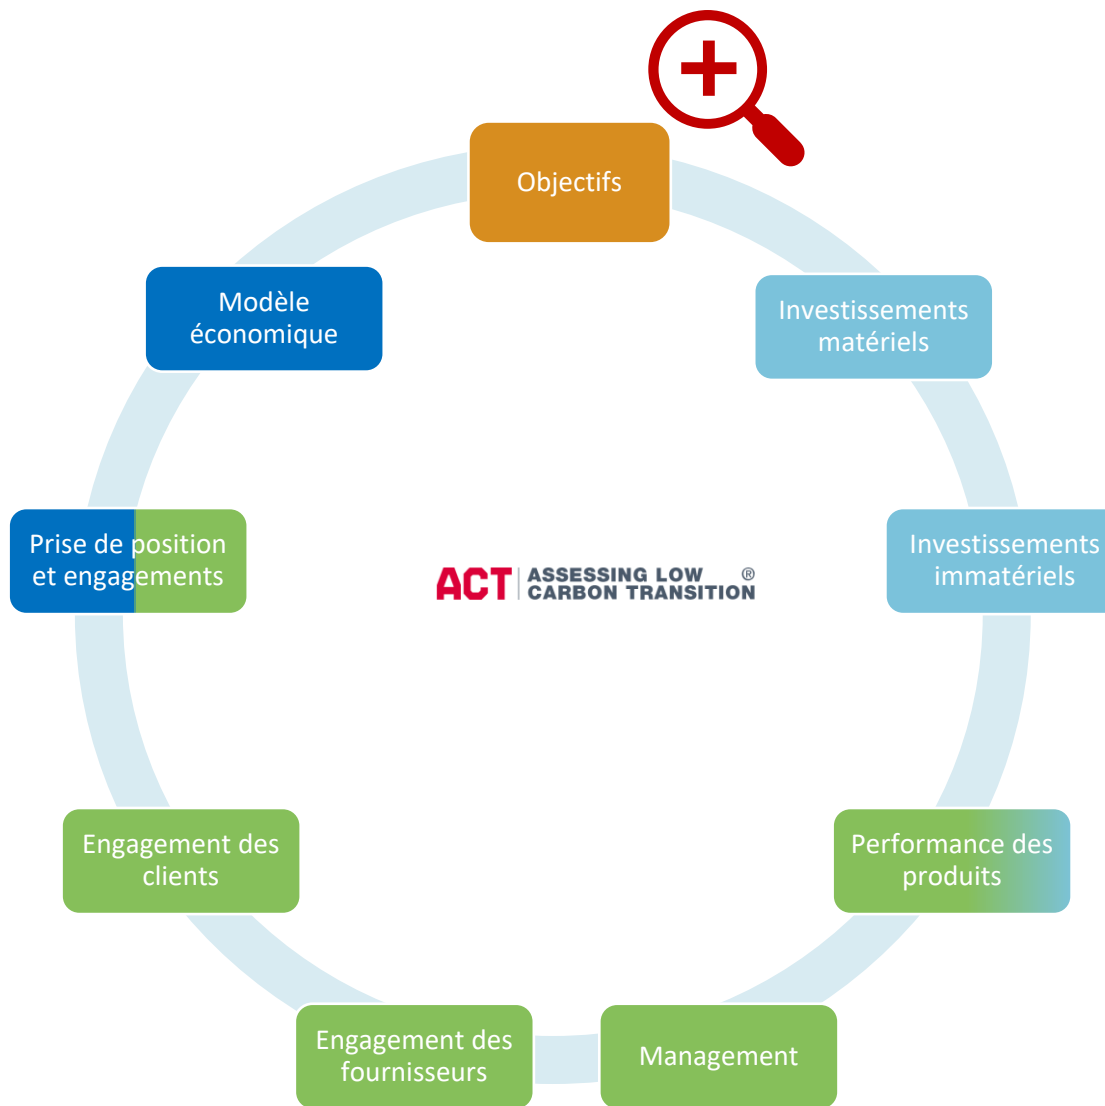 Objectifs
Modèle
économique
Investissements
matériels
Prise de position
et engagements
ACT
ASSESSING LOW ®
CARBON TRANSITION
Investissements
immatériels
Engagement des
clients
Performance des
produits
Engagement des
fournisseurs
Management